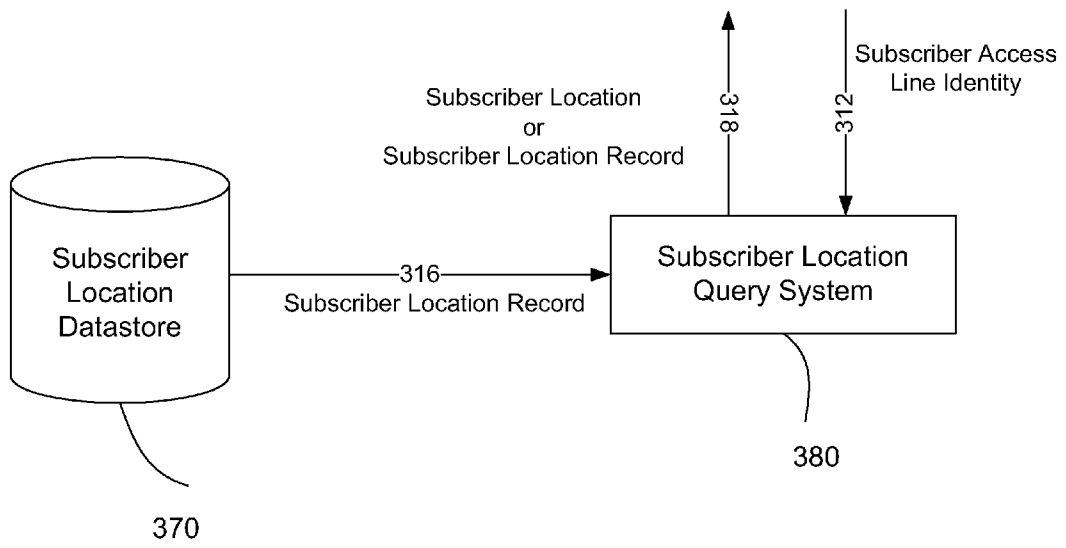 Subscriber Access
Line Identity
Subscriber Location
or
Subscriber Location Record
318
312
Subscriber
Location
Datastore
316
Subscriber Location Record
Subscriber Location
Query System
380
370